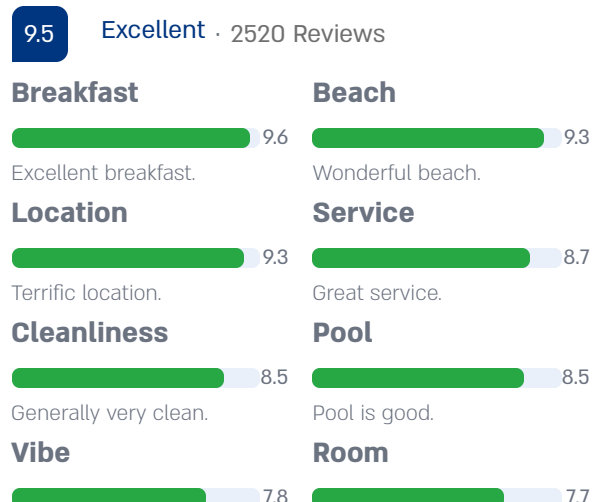 9.5 Excellent · 2520 Reviews
Breakfast
9.6
Excellent breakfast.
Beach
9.3
Wonderful beach.
Location
9.3
Terrific location.
Service
8.7
Great service.
Cleanliness
8.5
Generally very clean.
Pool
8.5
Pool is good.
Vibe
7.8
Room
7.7